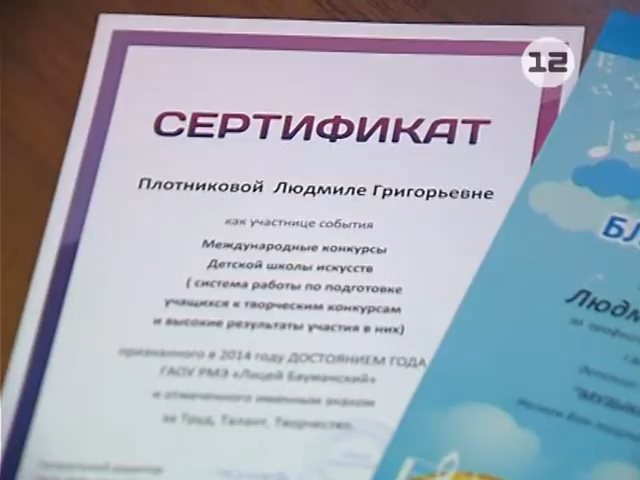 12
СЕРТИФИКАТ
Плотниковой Людмиле Григорьевне
как участнице события
Международные конкурсы
Детской школы искусств
( система работы по подготовке
учащихся к творческим конкурсам
и высокие результаты участия в них)
признанного в 2014 году ДОСТОЯНИЕМ ГОДА
ГАОУ РМЭ «Лицей Бауманский»
и отмеченного именным знаком
за Труд, Талант, Творчество.
БЛ
Людм